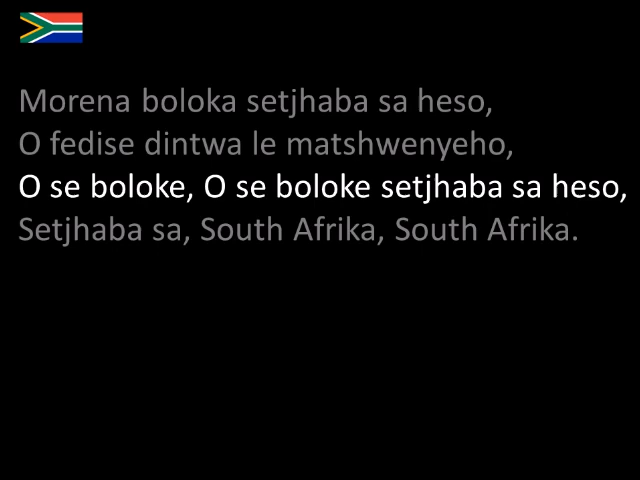 Morena boloka setjhaba sa heso,
O fedise dintwa le matshwenyeho,
O se boloke, O se boloke setjhaba sa heso,
Setjhaba sa, South Afrika, South Afrika.